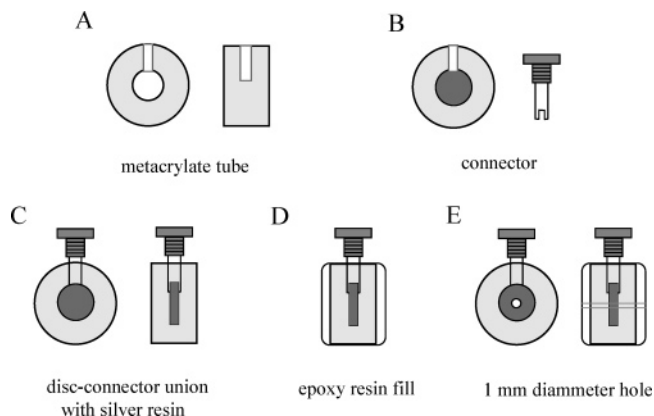 A
B
metacrylate tube
connector
C
D
E
disc-connector union
with silver resin
epoxy resin fill
1 mm diammeter hole